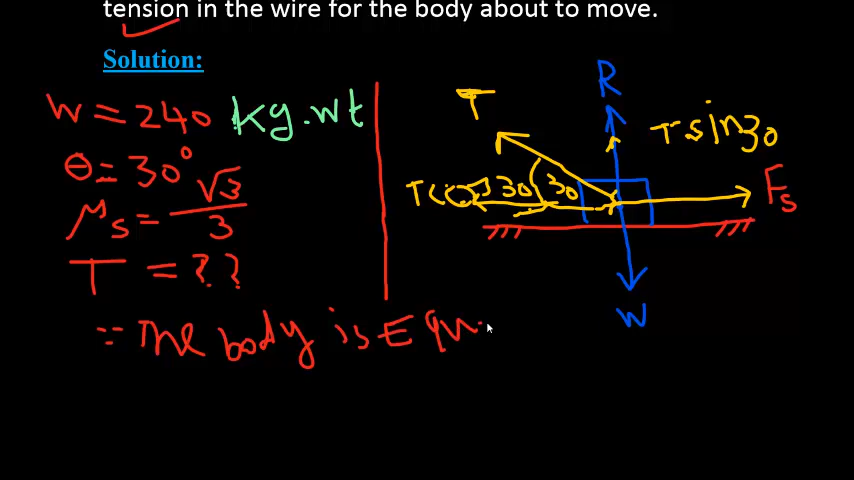 tension in the wire for the body about to move.
Solution:
W = 240 kg.wt
θ = 30°
μs = √3/3
T = ??
∵ The body is Equ
R
T
T sin30
T cos30
30
Fs
W